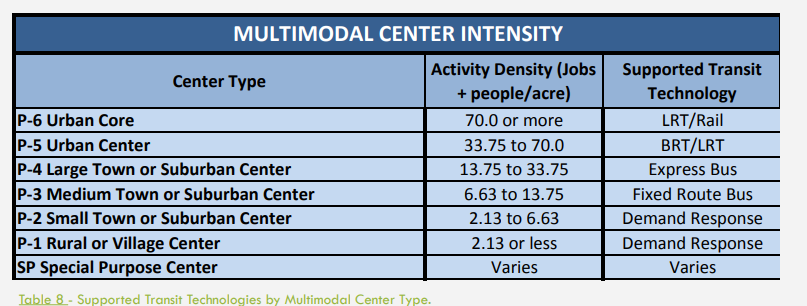 MULTIMODAL CENTER INTENSITY
Center Type
Activity Density (Jobs + people/acre)
Supported Transit Technology
P-6 Urban Core 70.0 or more LRT/Rail
P-5 Urban Center 33.75 to 70.0 BRT/LRT
P-4 Large Town or Suburban Center 13.75 to 33.75 Express Bus
P-3 Medium Town or Suburban Center 6.63 to 13.75 Fixed Route Bus
P-2 Small Town or Suburban Center 2.13 to 6.63 Demand Response
P-1 Rural or Village Center 2.13 or less Demand Response
SP Special Purpose Center Varies Varies
Table 8 - Supported Transit Technologies by Multimodal Center Type.